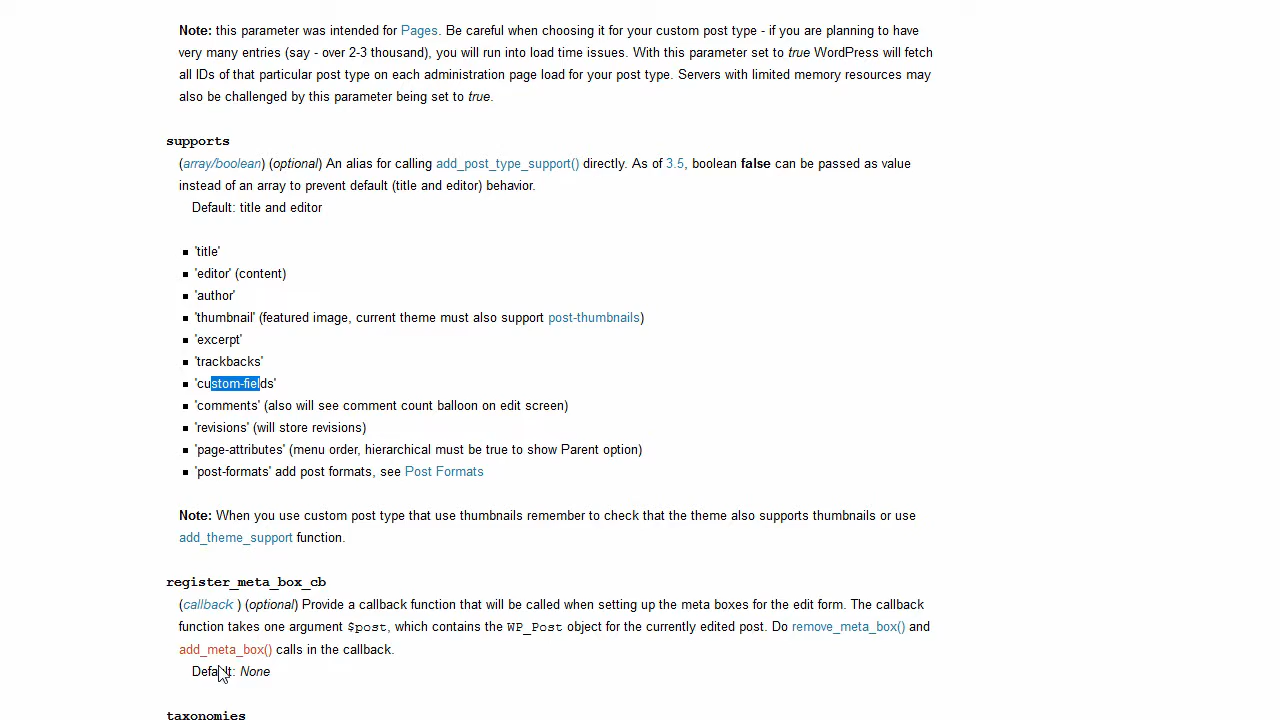 Note: this parameter was intended for Pages. Be careful when choosing it for your custom post type - if you are planning to
have very many entries (say - over 2-3 thousand), you will run into load time issues. With this parameter set to true WordPress will fetch
all IDs of that particular post type on each administration page load for your post type. Servers with limited memory resources may
also be challenged by this parameter being set to true.
supports
(array/boolean) (optional) An alias for calling add_post_type_support() directly. As of 3.5, boolean false can be passed as value
instead of an array to prevent default (title and editor) behavior.
Default: title and editor
'title'
'editor' (content)
'author'
'thumbnail' (featured image, current theme must also support post-thumbnails)
'excerpt'
'trackbacks'
'custom-fields'
'comments' (also will see comment count balloon on edit screen)
'revisions' (will store revisions)
'page-attributes' (menu order, hierarchical must be true to show Parent option)
'post-formats' add post formats, see Post Formats
Note: When you use custom post type that use thumbnails remember to check that the theme also supports thumbnails or use
add_theme_support function.
register_meta_box_cb
(callback ) (optional) Provide a callback function that will be called when setting up the meta boxes for the edit form. The callback
function takes one argument $post, which contains the WP_Post object for the currently edited post. Do remove_meta_box() and
add_meta_box() calls in the callback.
Default: None
taxonomies